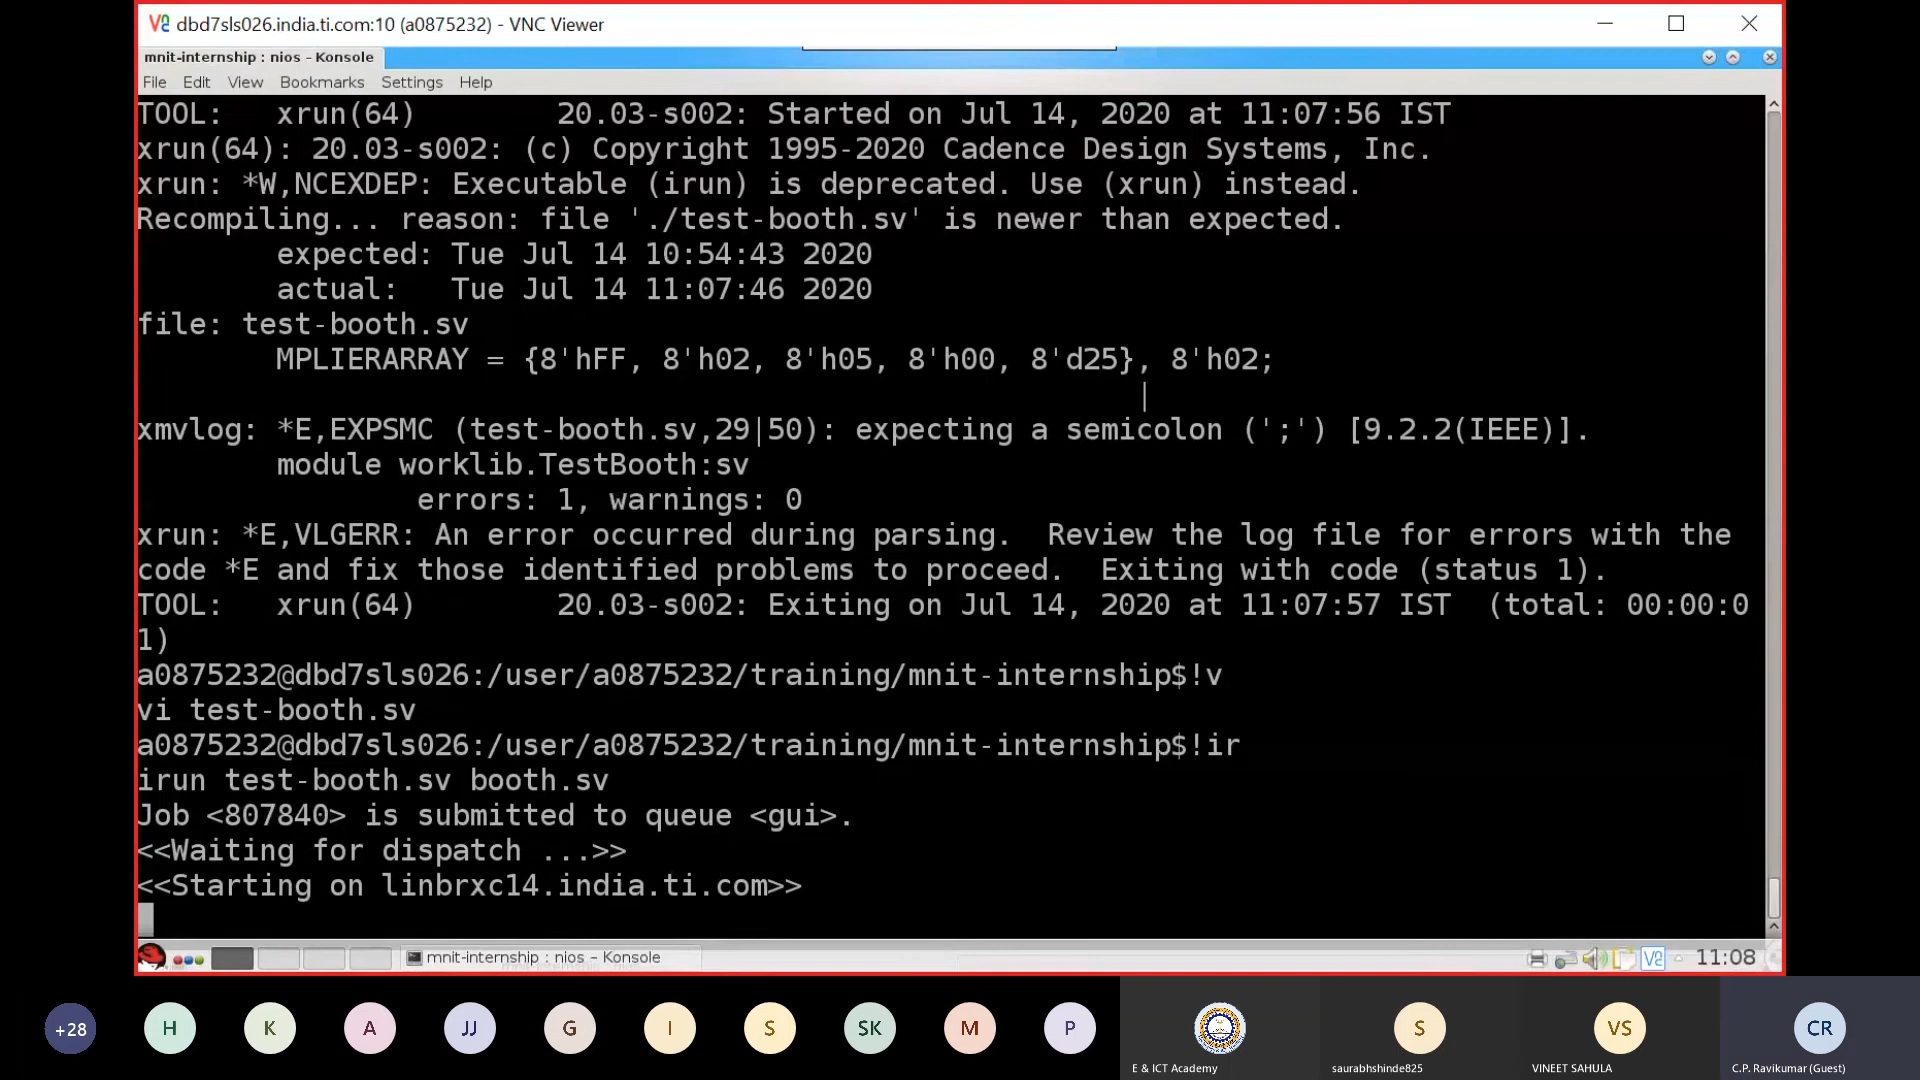 dbd7sls026.india.ti.com:10 (a0875232) - VNC Viewer
mnit-internship : nios – Konsole
File Edit View Bookmarks Settings Help
TOOL:   xrun(64)        20.03-s002: Started on Jul 14, 2020 at 11:07:56 IST
xrun(64): 20.03-s002: (c) Copyright 1995-2020 Cadence Design Systems, Inc.
xrun: *W,NCEXDEP: Executable (irun) is deprecated. Use (xrun) instead.
Recompiling... reason: file './test-booth.sv' is newer than expected.
        expected: Tue Jul 14 10:54:43 2020
        actual:   Tue Jul 14 11:07:46 2020
file: test-booth.sv
        MPLIERARRAY = {8'hFF, 8'h02, 8'h05, 8'h00, 8'd25}, 8'h02;
                                                         |
xmvlog: *E,EXPSMC (test-booth.sv,29|50): expecting a semicolon (';') [9.2.2(IEEE)].
        module worklib.TestBooth:sv
                errors: 1, warnings: 0
xrun: *E,VLGERR: An error occurred during parsing.  Review the log file for errors with the
code *E and fix those identified problems to proceed.  Exiting with code (status 1).
TOOL:   xrun(64)        20.03-s002: Exiting on Jul 14, 2020 at 11:07:57 IST  (total: 00:00:0
1)
a0875232@dbd7sls026:/user/a0875232/training/mnit-internship$!v
vi test-booth.sv
a0875232@dbd7sls026:/user/a0875232/training/mnit-internship$!ir
irun test-booth.sv booth.sv
Job <807840> is submitted to queue <gui>.
<<Waiting for dispatch ...>>
<<Starting on linbrxc14.india.ti.com>>
mnit-internship : nios – Konsole
11:08
+28 H K A JJ G I S SK M P S VS CR
E & ICT Academy saurabhshinde825 VINEET SAHULA C.P. Ravikumar (Guest)